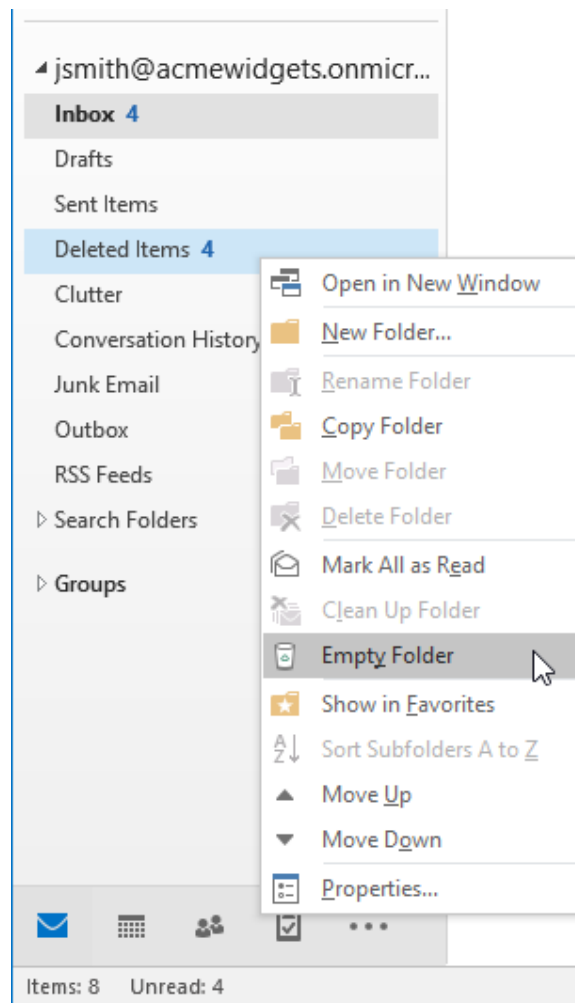 jsmith@acmewidgets.onmicr...
Inbox 4
Drafts
Sent Items
Deleted Items 4
Clutter
Conversation History
Junk Email
Outbox
RSS Feeds
Search Folders
Groups
Open in New Window
New Folder...
Rename Folder
Copy Folder
Move Folder
Delete Folder
Mark All as Read
Clean Up Folder
Empty Folder
Show in Favorites
Sort Subfolders A to Z
Move Up
Move Down
Properties...
Items: 8 Unread: 4